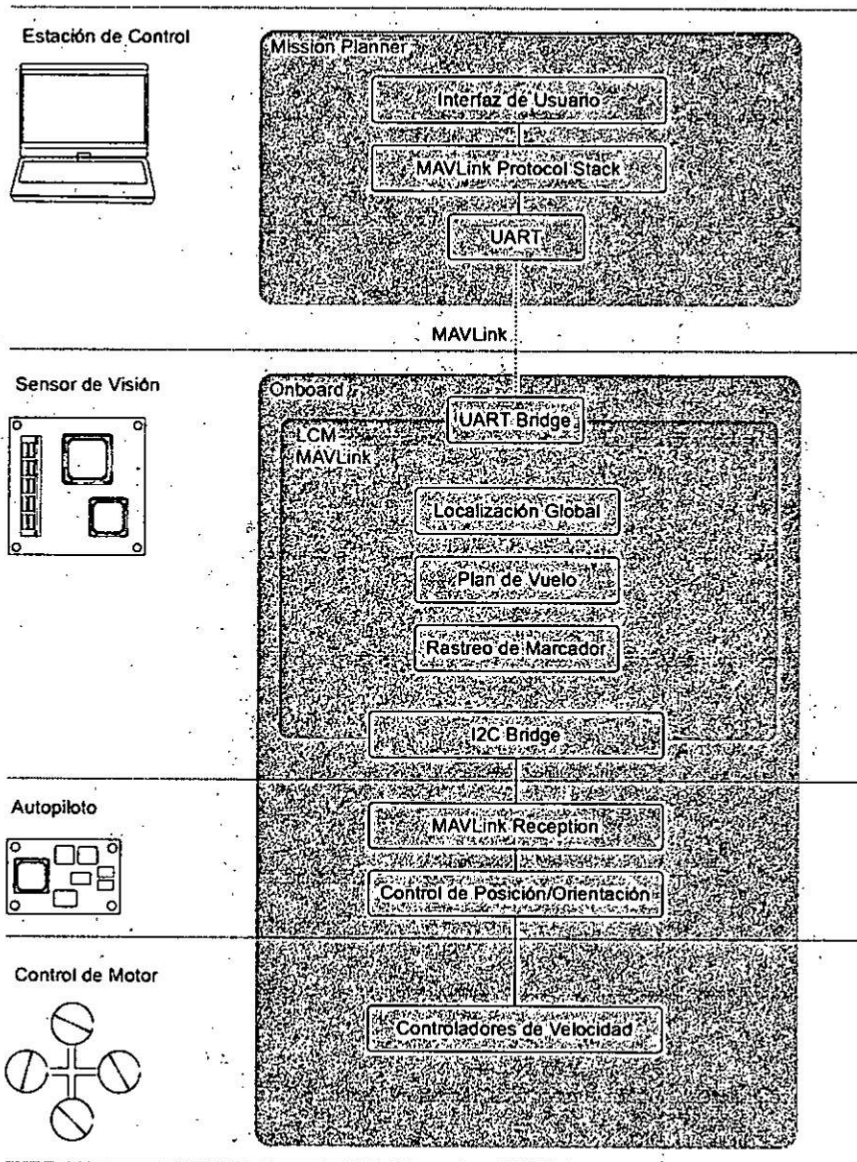 Estación de Control
Mission Planner
Interfaz de Usuario
MAVLink Protocol Stack
UART
MAVLink
Sensor de Visión
Onboard
UART Bridge
LCM
MAVLink
Localización Global
Plan de Vuelo
Rastreo de Marcador
I2C Bridge
Autopiloto
MAVLink Reception
Control de Posición/Orientación
Control de Motor
Controladores de Velocidad